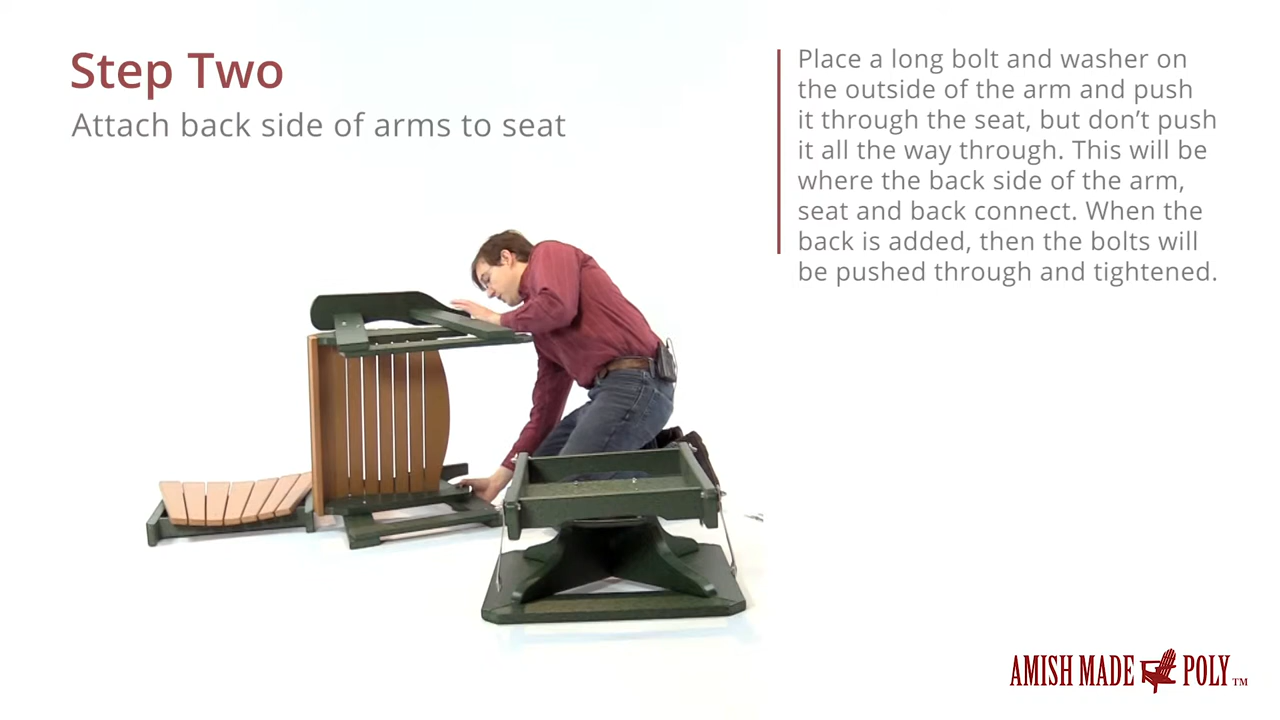 Step Two
Attach back side of arms to seat
Place a long bolt and washer on
the outside of the arm and push
it through the seat, but don’t push
it all the way through. This will be
where the back side of the arm,
seat and back connect. When the
back is added, then the bolts will
be pushed through and tightened.
AMISH MADE POLY TM